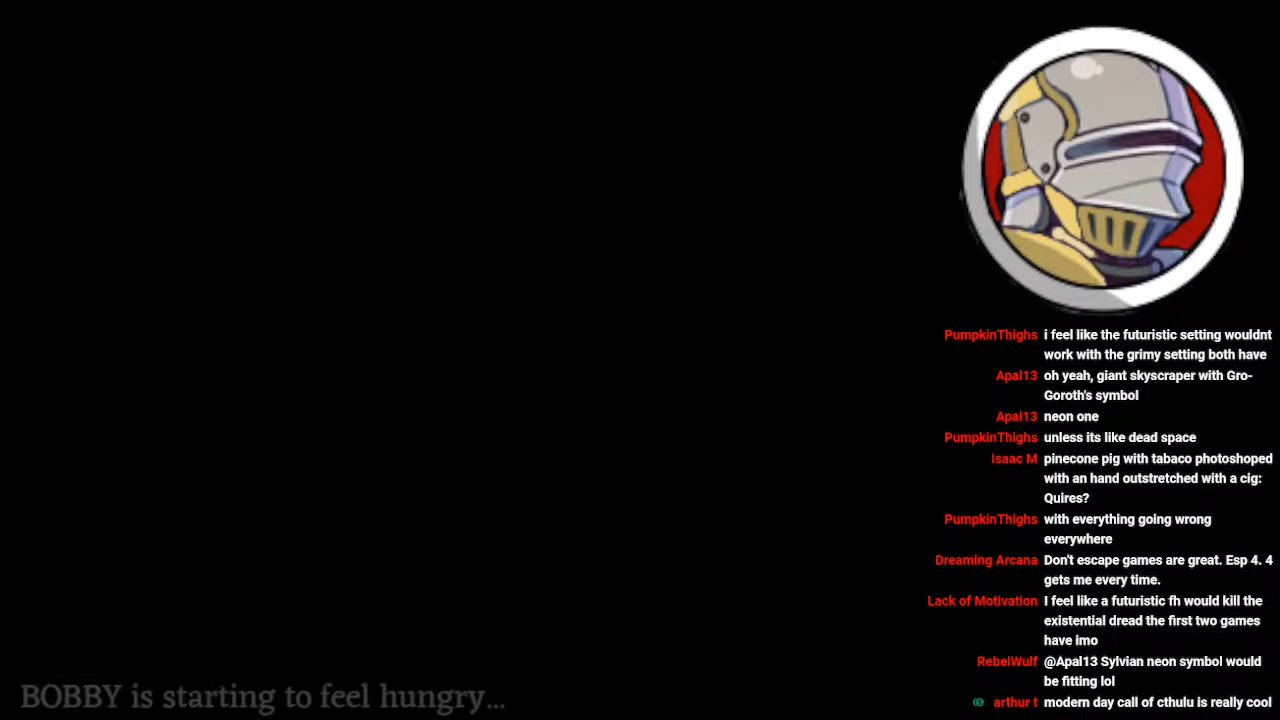 PumpkinThighs i feel like the futuristic setting wouldnt
work with the grimy setting both have
Apal13 oh yeah, giant skyscraper with Gro-
Goroth's symbol
Apal13 neon one
PumpkinThighs unless its like dead space
Isaac M pinecone pig with tabaco photoshoped
with an hand outstretched with a cig:
Quires?
PumpkinThighs with everything going wrong
everywhere
Dreaming Arcana Don't escape games are great. Esp 4. 4
gets me every time.
Lack of Motivation I feel like a futuristic fh would kill the
existential dread the first two games
have imo
RebelWulf @Apal13 Sylvian neon symbol would
be fitting lol
arthur t modern day call of cthulu is really cool
BOBBY is starting to feel hungry...